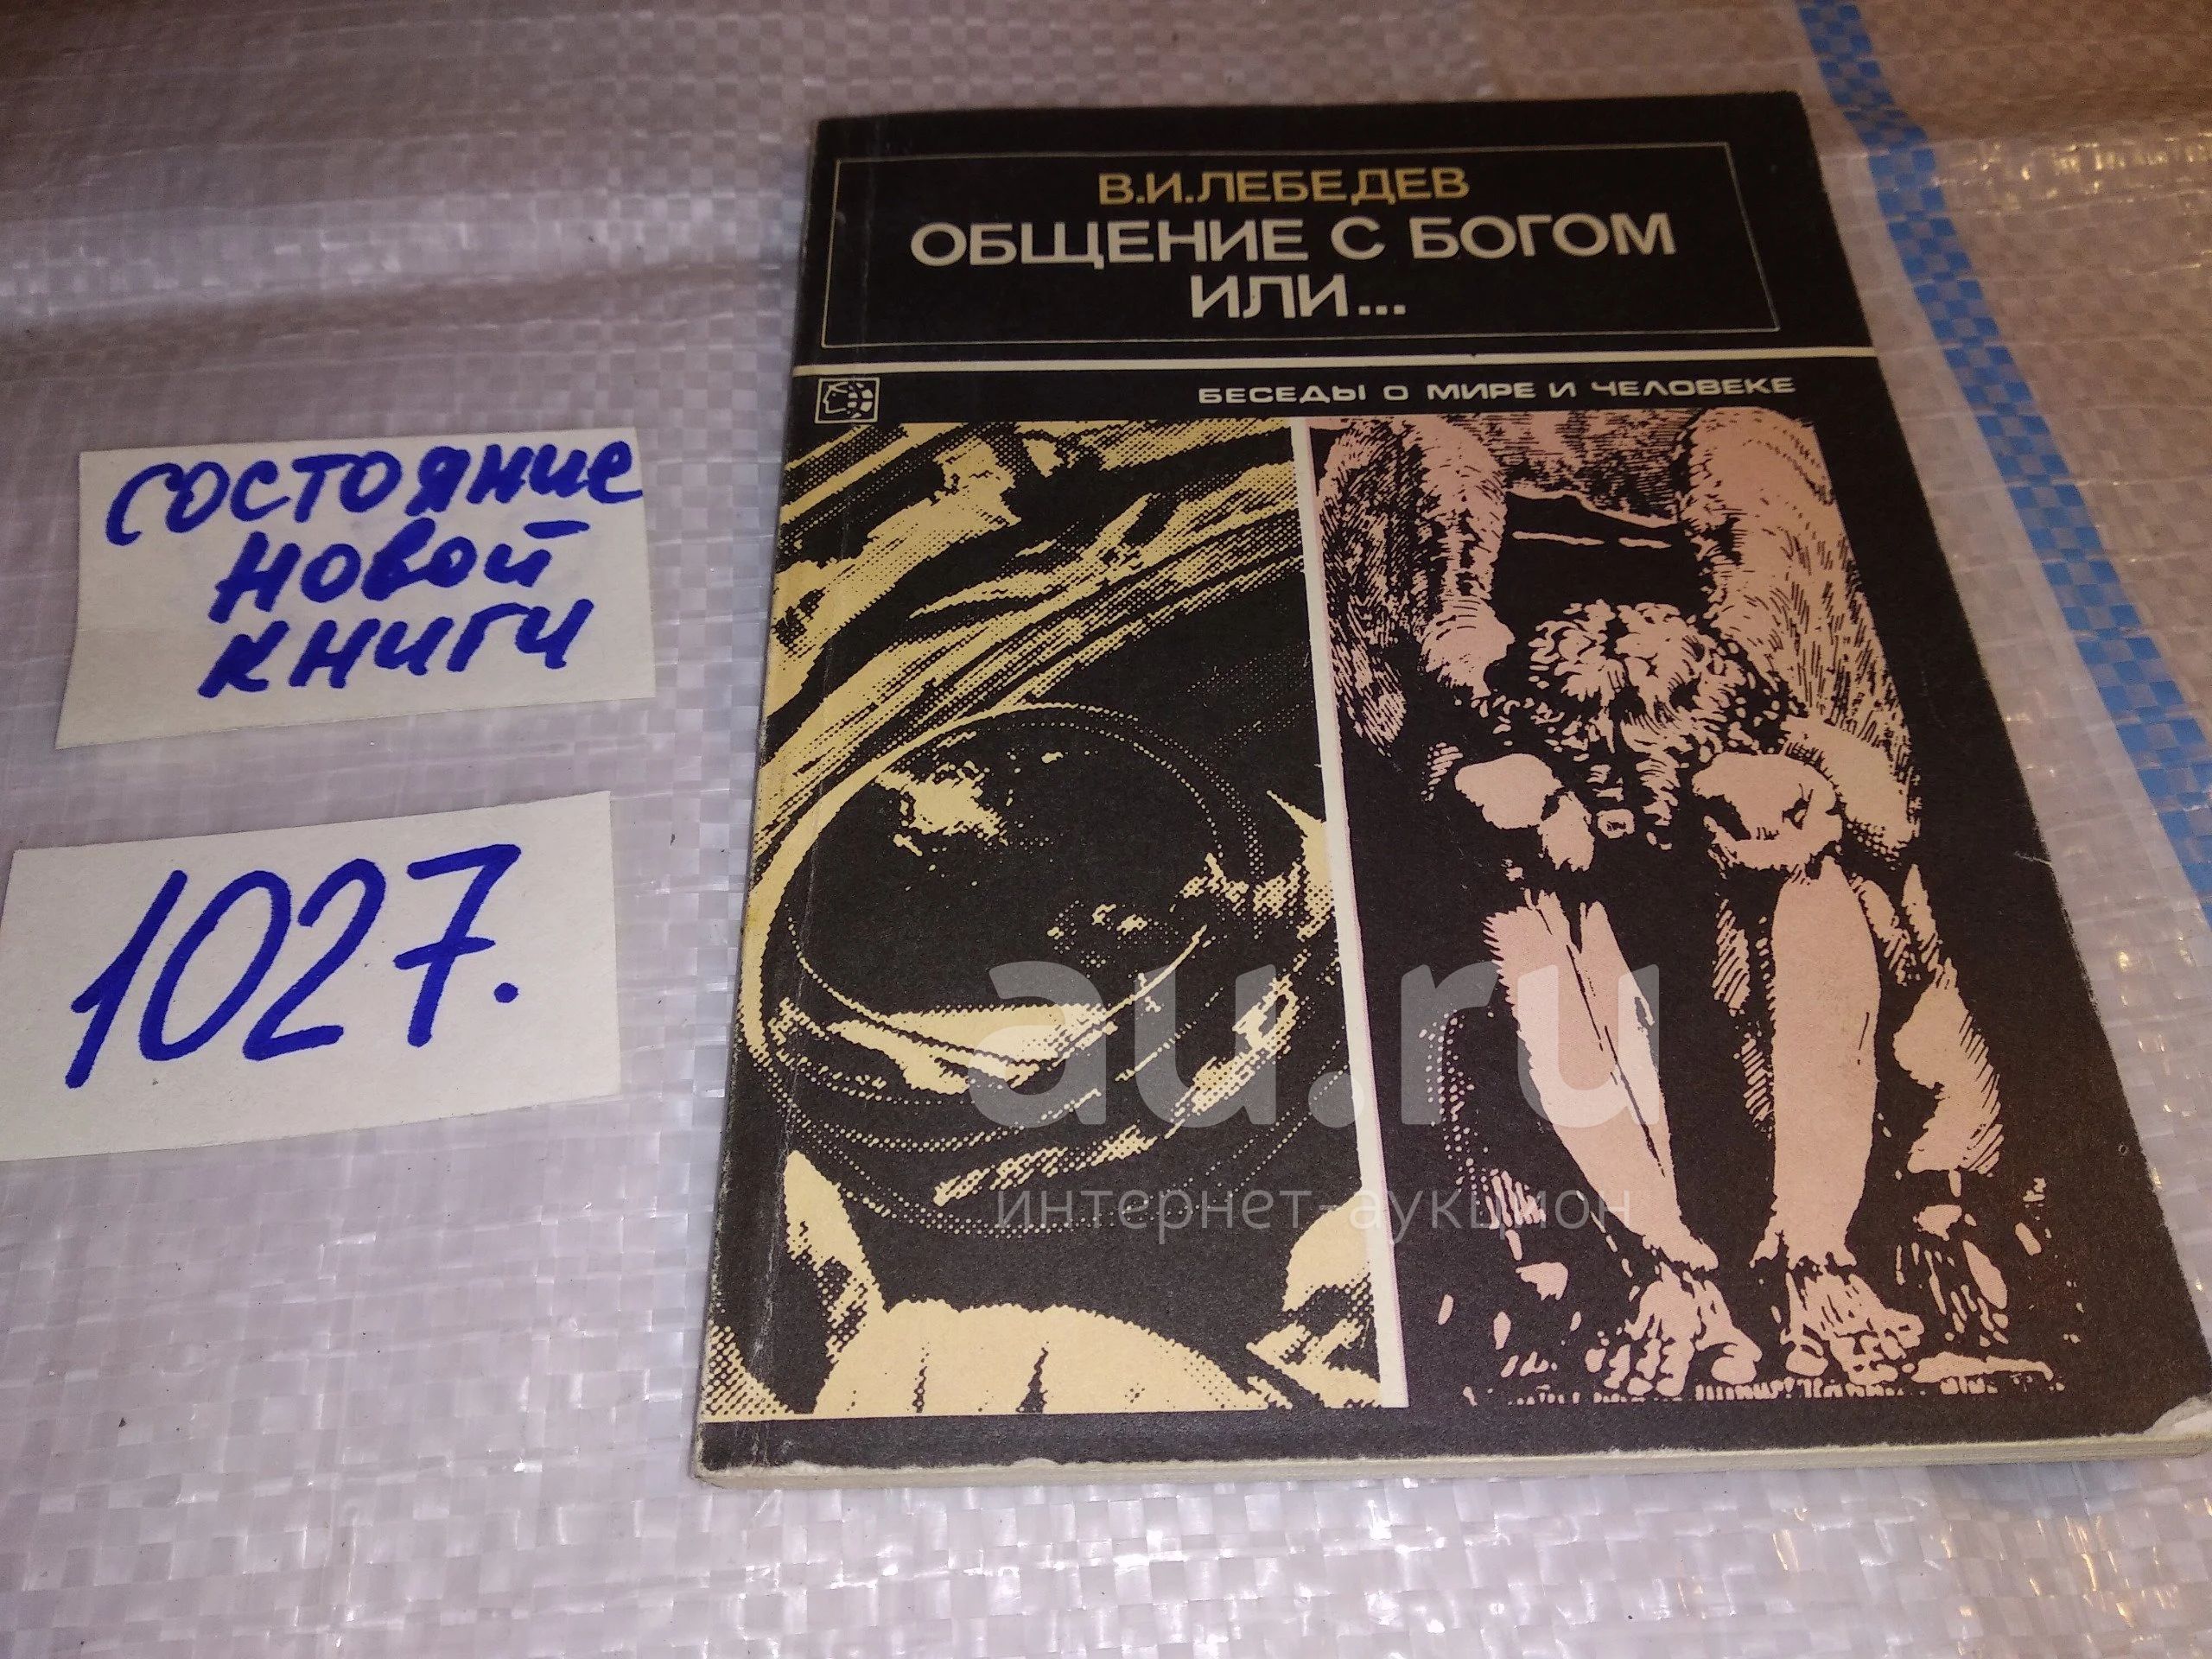 В.И.ЛЕБЕДЕВ
ОБЩЕНИЕ С БОГОМ
ИЛИ...
БЕСЕДЫ О МИРЕ И ЧЕЛОВЕКЕ
состояние
новой
книги
1027.
au.ru
интернет-аукцион